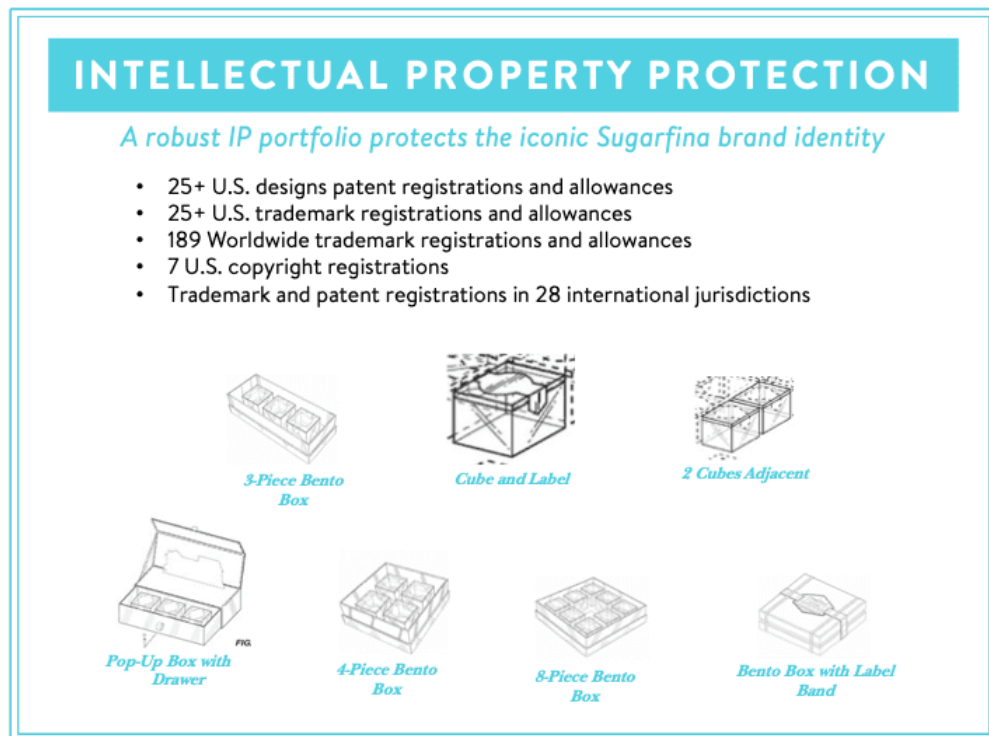 INTELLECTUAL PROPERTY PROTECTION
A robust IP portfolio protects the iconic Sugarfina brand identity
• 25+ U.S. designs patent registrations and allowances
• 25+ U.S. trademark registrations and allowances
• 189 Worldwide trademark registrations and allowances
• 7 U.S. copyright registrations
• Trademark and patent registrations in 28 international jurisdictions
3-Piece Bento
Box
Cube and Label
2 Cubes Adjacent
FIG.
Pop-Up Box with
Drawer
4-Piece Bento
Box
8-Piece Bento
Box
Bento Box with Label
Band